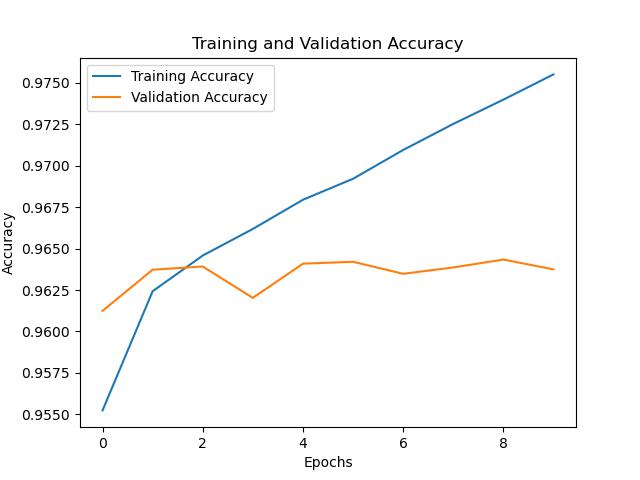 Training and Validation Accuracy
Training Accuracy
Validation Accuracy
0.9750
0.9725
0.9700
0.9675
0.9650
0.9625
0.9600
0.9575
0.9550
Accuracy
0 2 4 6 8
Epochs